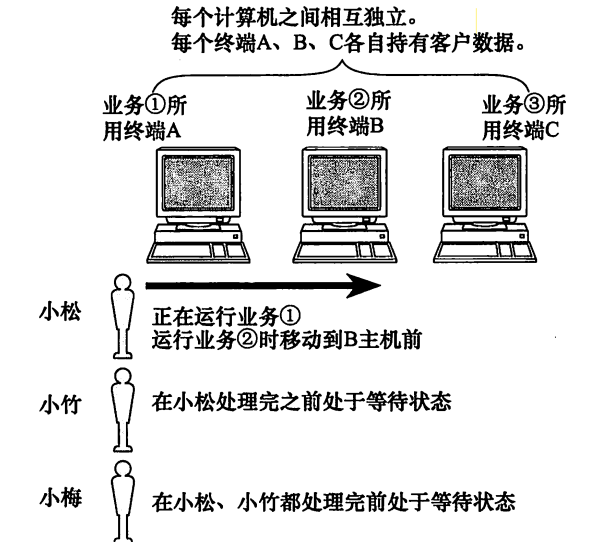 每个计算机之间相互独立。
每个终端A、B、C各自持有客户数据。
业务①所
用终端A
业务②所
用终端B
业务③所
用终端C
小松
正在运行业务①
运行业务②时移动到B主机前
小竹
在小松处理完之前处于等待状态
小梅
在小松、小竹都处理完前处于等待状态